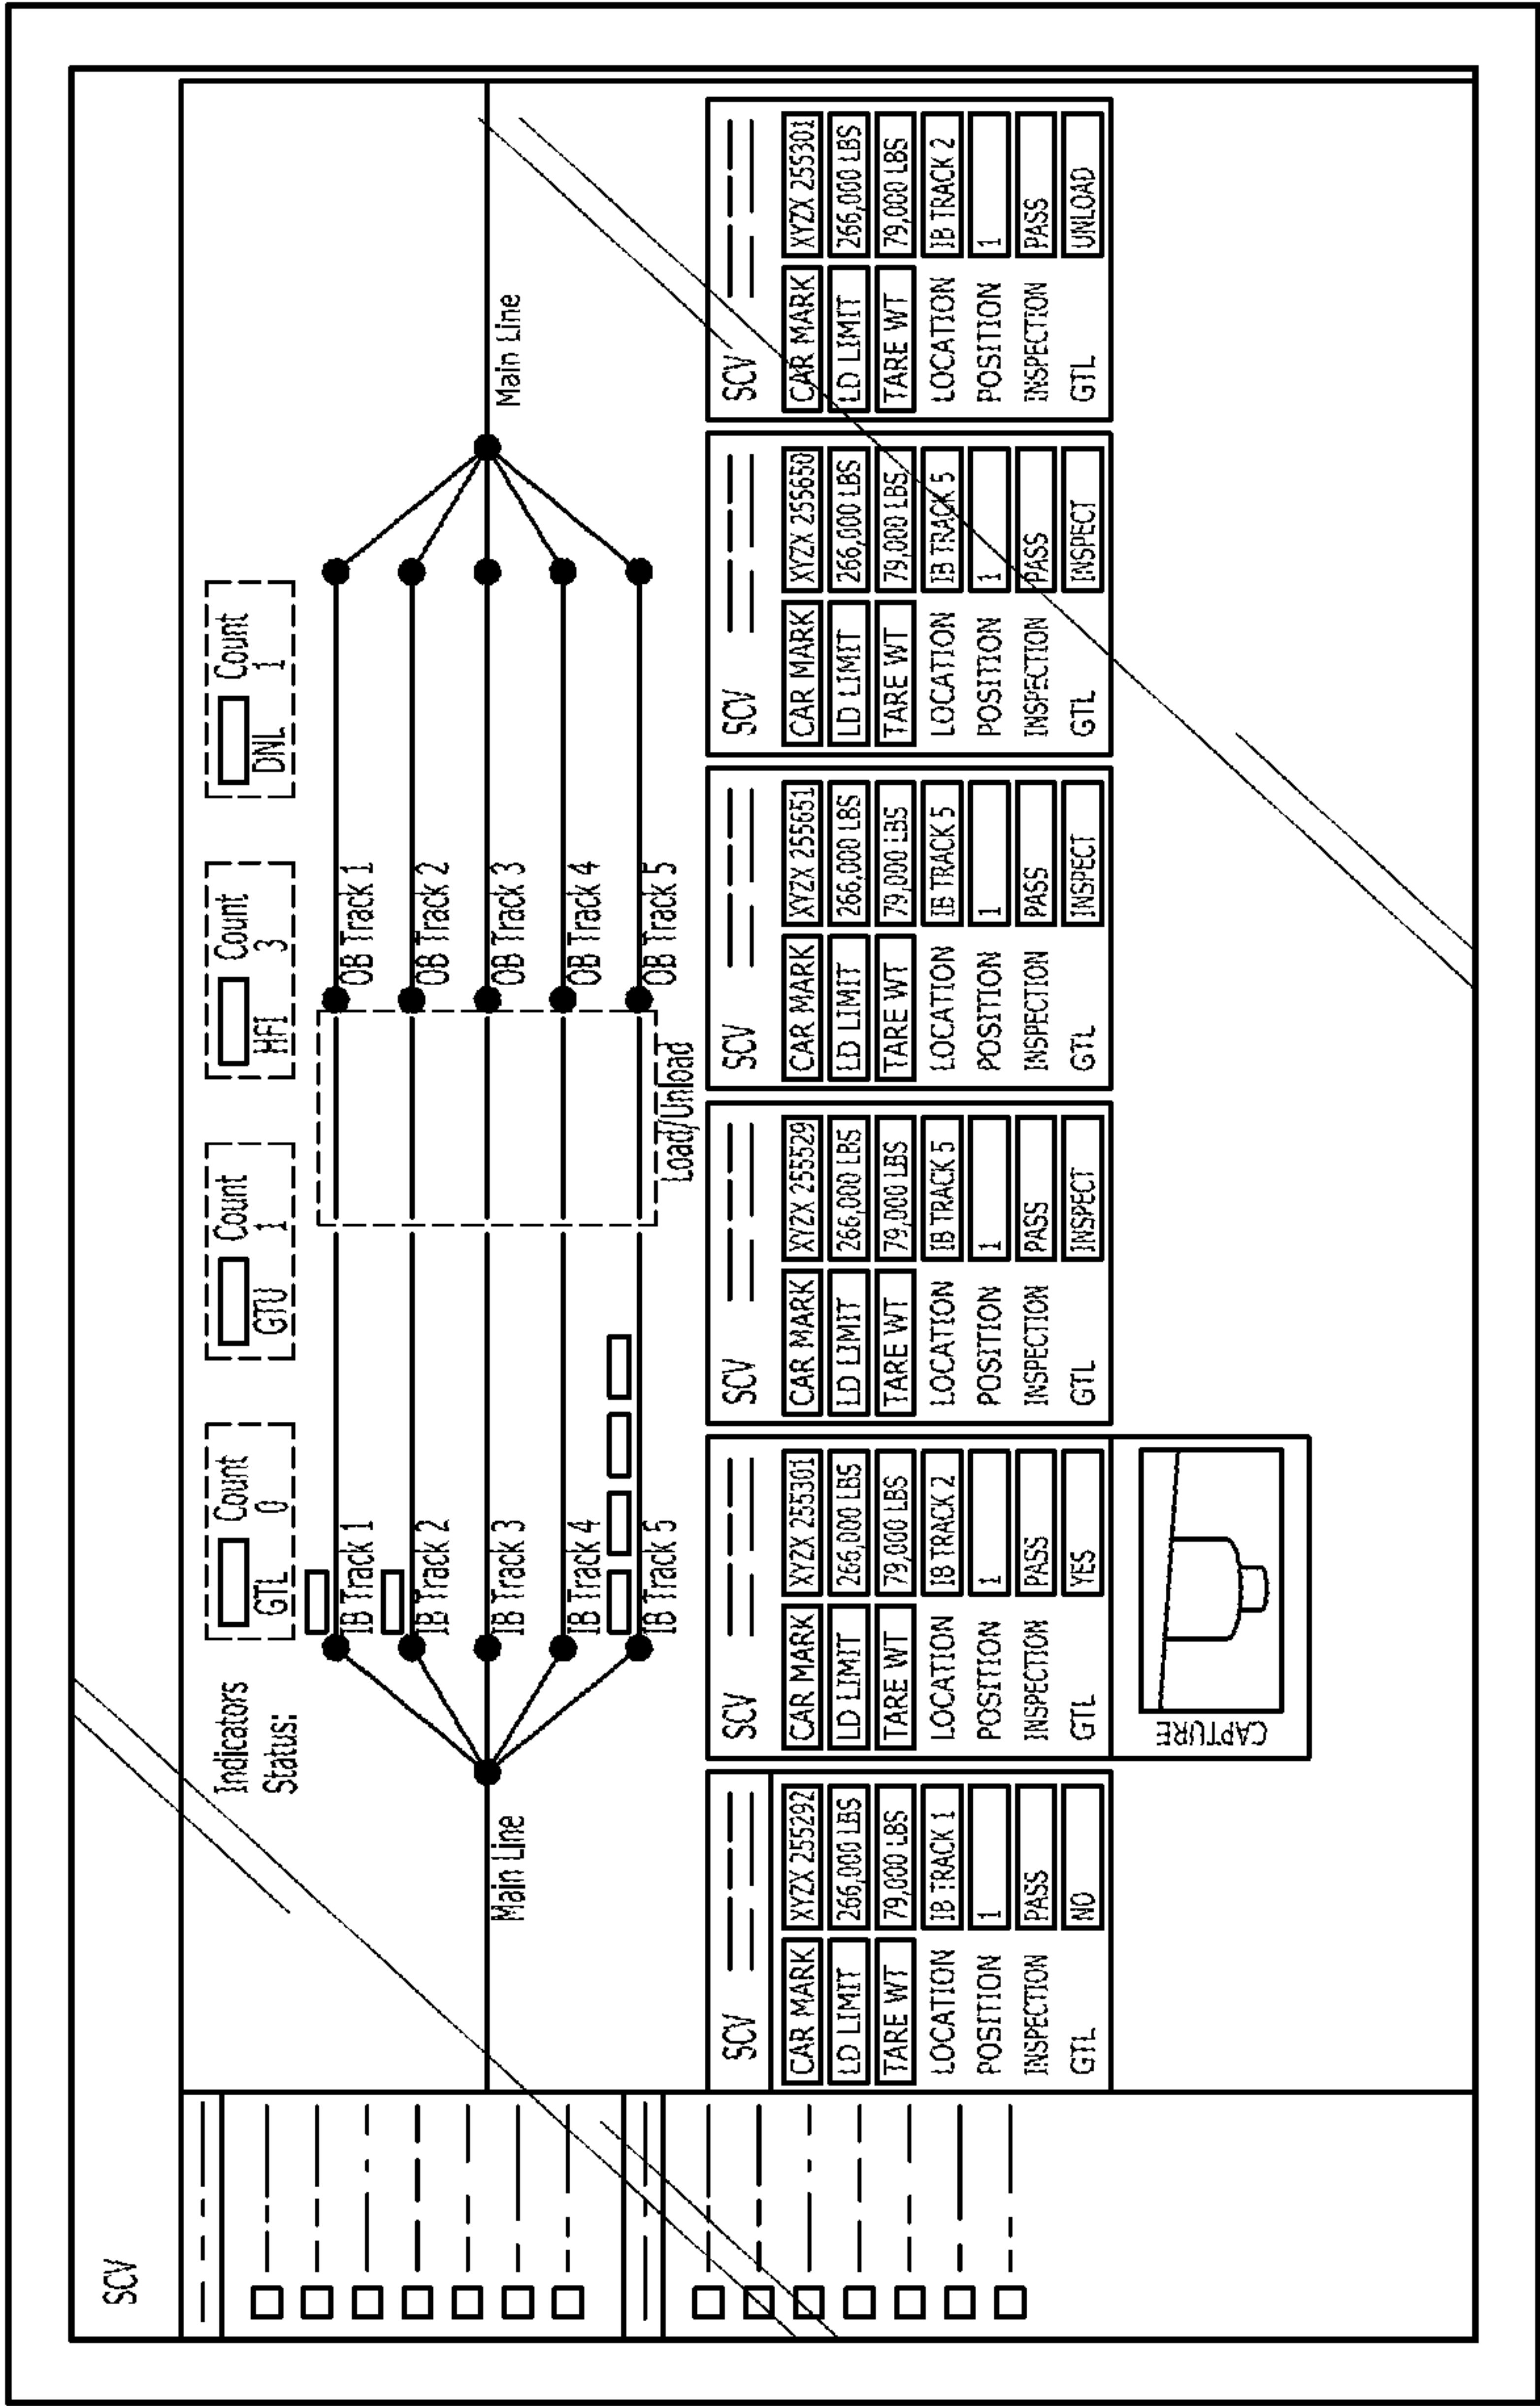 SCV
Indicators
Status:
GTL
Count
0
GTU
Count
1
HFI
Count
3
DNL
Count
1
Main Line
IB Track 1
IB Track 2
IB Track 3
IB Track 4
IB Track 5
Load/Unload
OB Track 1
OB Track 2
OB Track 3
OB Track 4
OB Track 5
Main Line
SCV
CAR MARK XYZX 255292
LD LIMIT 266,000 LBS
TARE WT 79,000 LBS
LOCATION IB TRACK 1
POSITION 1
INSPECTION PASS
GTL NO
SCV
CAR MARK XYZX 255301
LD LIMIT 266,000 LBS
TARE WT 79,000 LBS
LOCATION IB TRACK 2
POSITION 1
INSPECTION PASS
GTL YES
CAPTURE
SCV
CAR MARK XYZX 255529
LD LIMIT 266,000 LBS
TARE WT 79,000 LBS
LOCATION IB TRACK 5
POSITION 1
INSPECTION PASS
GTL INSPECT
SCV
CAR MARK XYZX 255651
LD LIMIT 266,000 LBS
TARE WT 79,000 LBS
LOCATION IB TRACK 5
POSITION 1
INSPECTION PASS
GTL INSPECT
SCV
CAR MARK XYZX 255650
LD LIMIT 266,000 LBS
TARE WT 79,000 LBS
LOCATION IB TRACK 5
POSITION 1
INSPECTION PASS
GTL INSPECT
SCV
CAR MARK XYZX 255301
LD LIMIT 266,000 LBS
TARE WT 79,000 LBS
LOCATION IB TRACK 2
POSITION 1
INSPECTION PASS
GTL UNLOAD